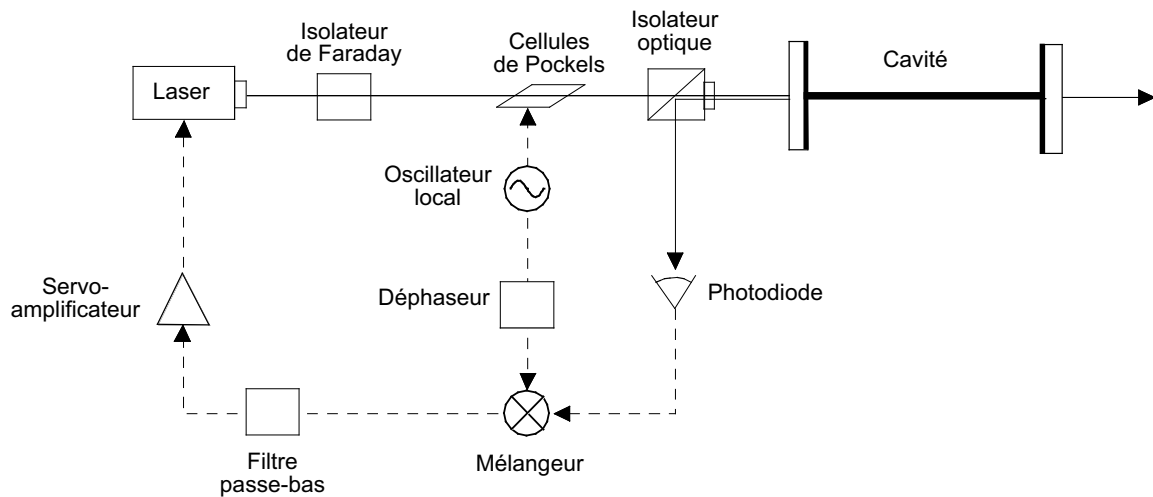 Isolateur
de Faraday
Cellules
de Pockels
Isolateur
optique
Cavité
Laser
Oscillateur
local
Servo-
amplificateur
Déphaseur
Photodiode
Filtre
passe-bas
Mélangeur